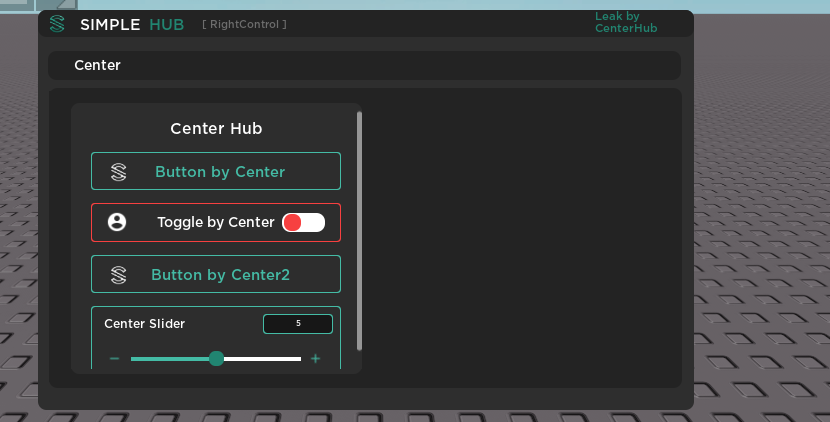 SIMPLE HUB [ RightControl ]
Leak by
CenterHub
Center
Center Hub
Button by Center
Toggle by Center
Button by Center2
Center Slider 5
− +